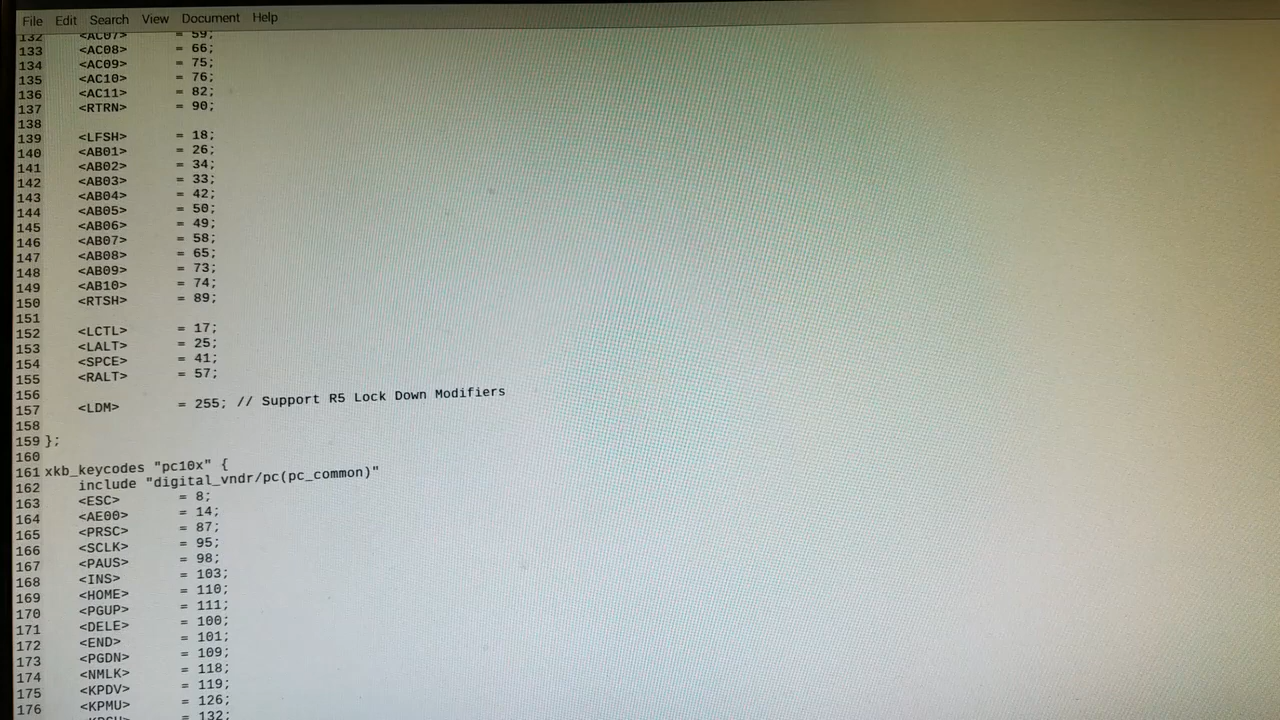 File Edit Search View Document Help
132 <AC07> = 59;
133 <AC08> = 66;
134 <AC09> = 75;
135 <AC10> = 76;
136 <AC11> = 82;
137 <RTRN> = 90;
138
139 <LFSH> = 18;
140 <AB01> = 26;
141 <AB02> = 34;
142 <AB03> = 33;
143 <AB04> = 42;
144 <AB05> = 50;
145 <AB06> = 49;
146 <AB07> = 58;
147 <AB08> = 65;
148 <AB09> = 73;
149 <AB10> = 74;
150 <RTSH> = 89;
151
152 <LCTL> = 17;
153 <LALT> = 25;
154 <SPCE> = 41;
155 <RALT> = 57;
156
157 <LDM> = 255; // Support R5 Lock Down Modifiers
158
159 };
160
161 xkb_keycodes "pc10x" {
162 include "digital_vndr/pc(pc_common)"
163 <ESC> = 8;
164 <AE00> = 14;
165 <PRSC> = 87;
166 <SCLK> = 95;
167 <PAUS> = 98;
168 <INS> = 103;
169 <HOME> = 110;
170 <PGUP> = 111;
171 <DELE> = 100;
172 <END> = 101;
173 <PGDN> = 109;
174 <NMLK> = 118;
175 <KPDV> = 119;
176 <KPMU> = 126;
= 132;